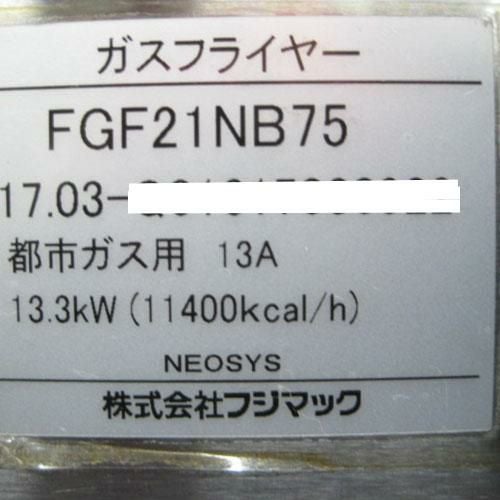 ガスフライヤー
FGF21NB75
17.03-
都市ガス用 13A
13.3kW (11400kcal/h)
NEOSYS
株式会社フジマック